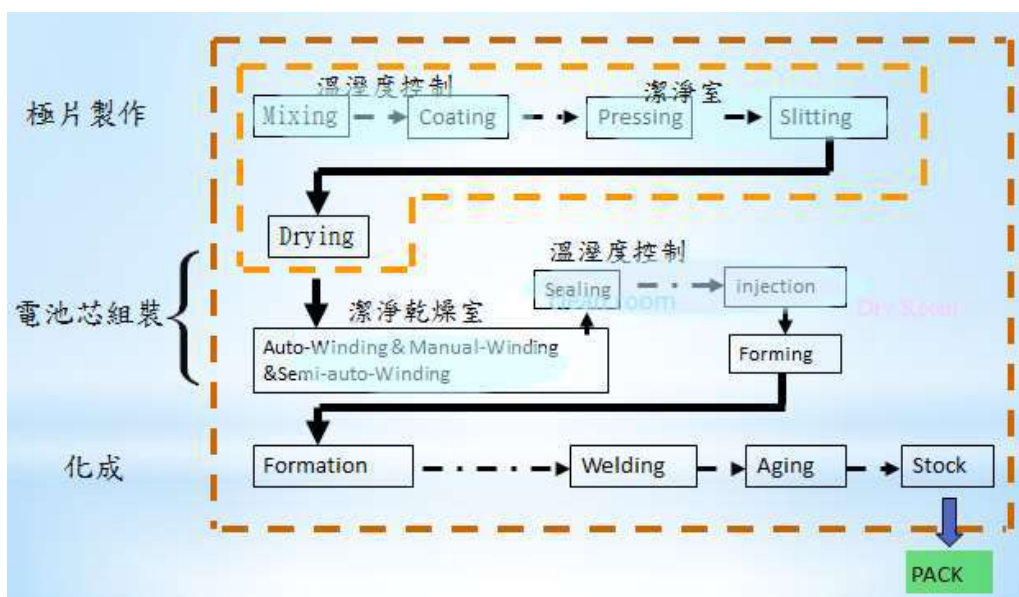 極片製作
溫溼度控制
潔淨室
Mixing
Coating
Pressing
Slitting
Drying
電池芯組裝
潔淨乾燥室
溫溼度控制
Sealing
injection
Dry Room
Auto-Winding & Manual-Winding
&Semi-auto-Winding
Forming
化成
Formation
Welding
Aging
Stock
PACK